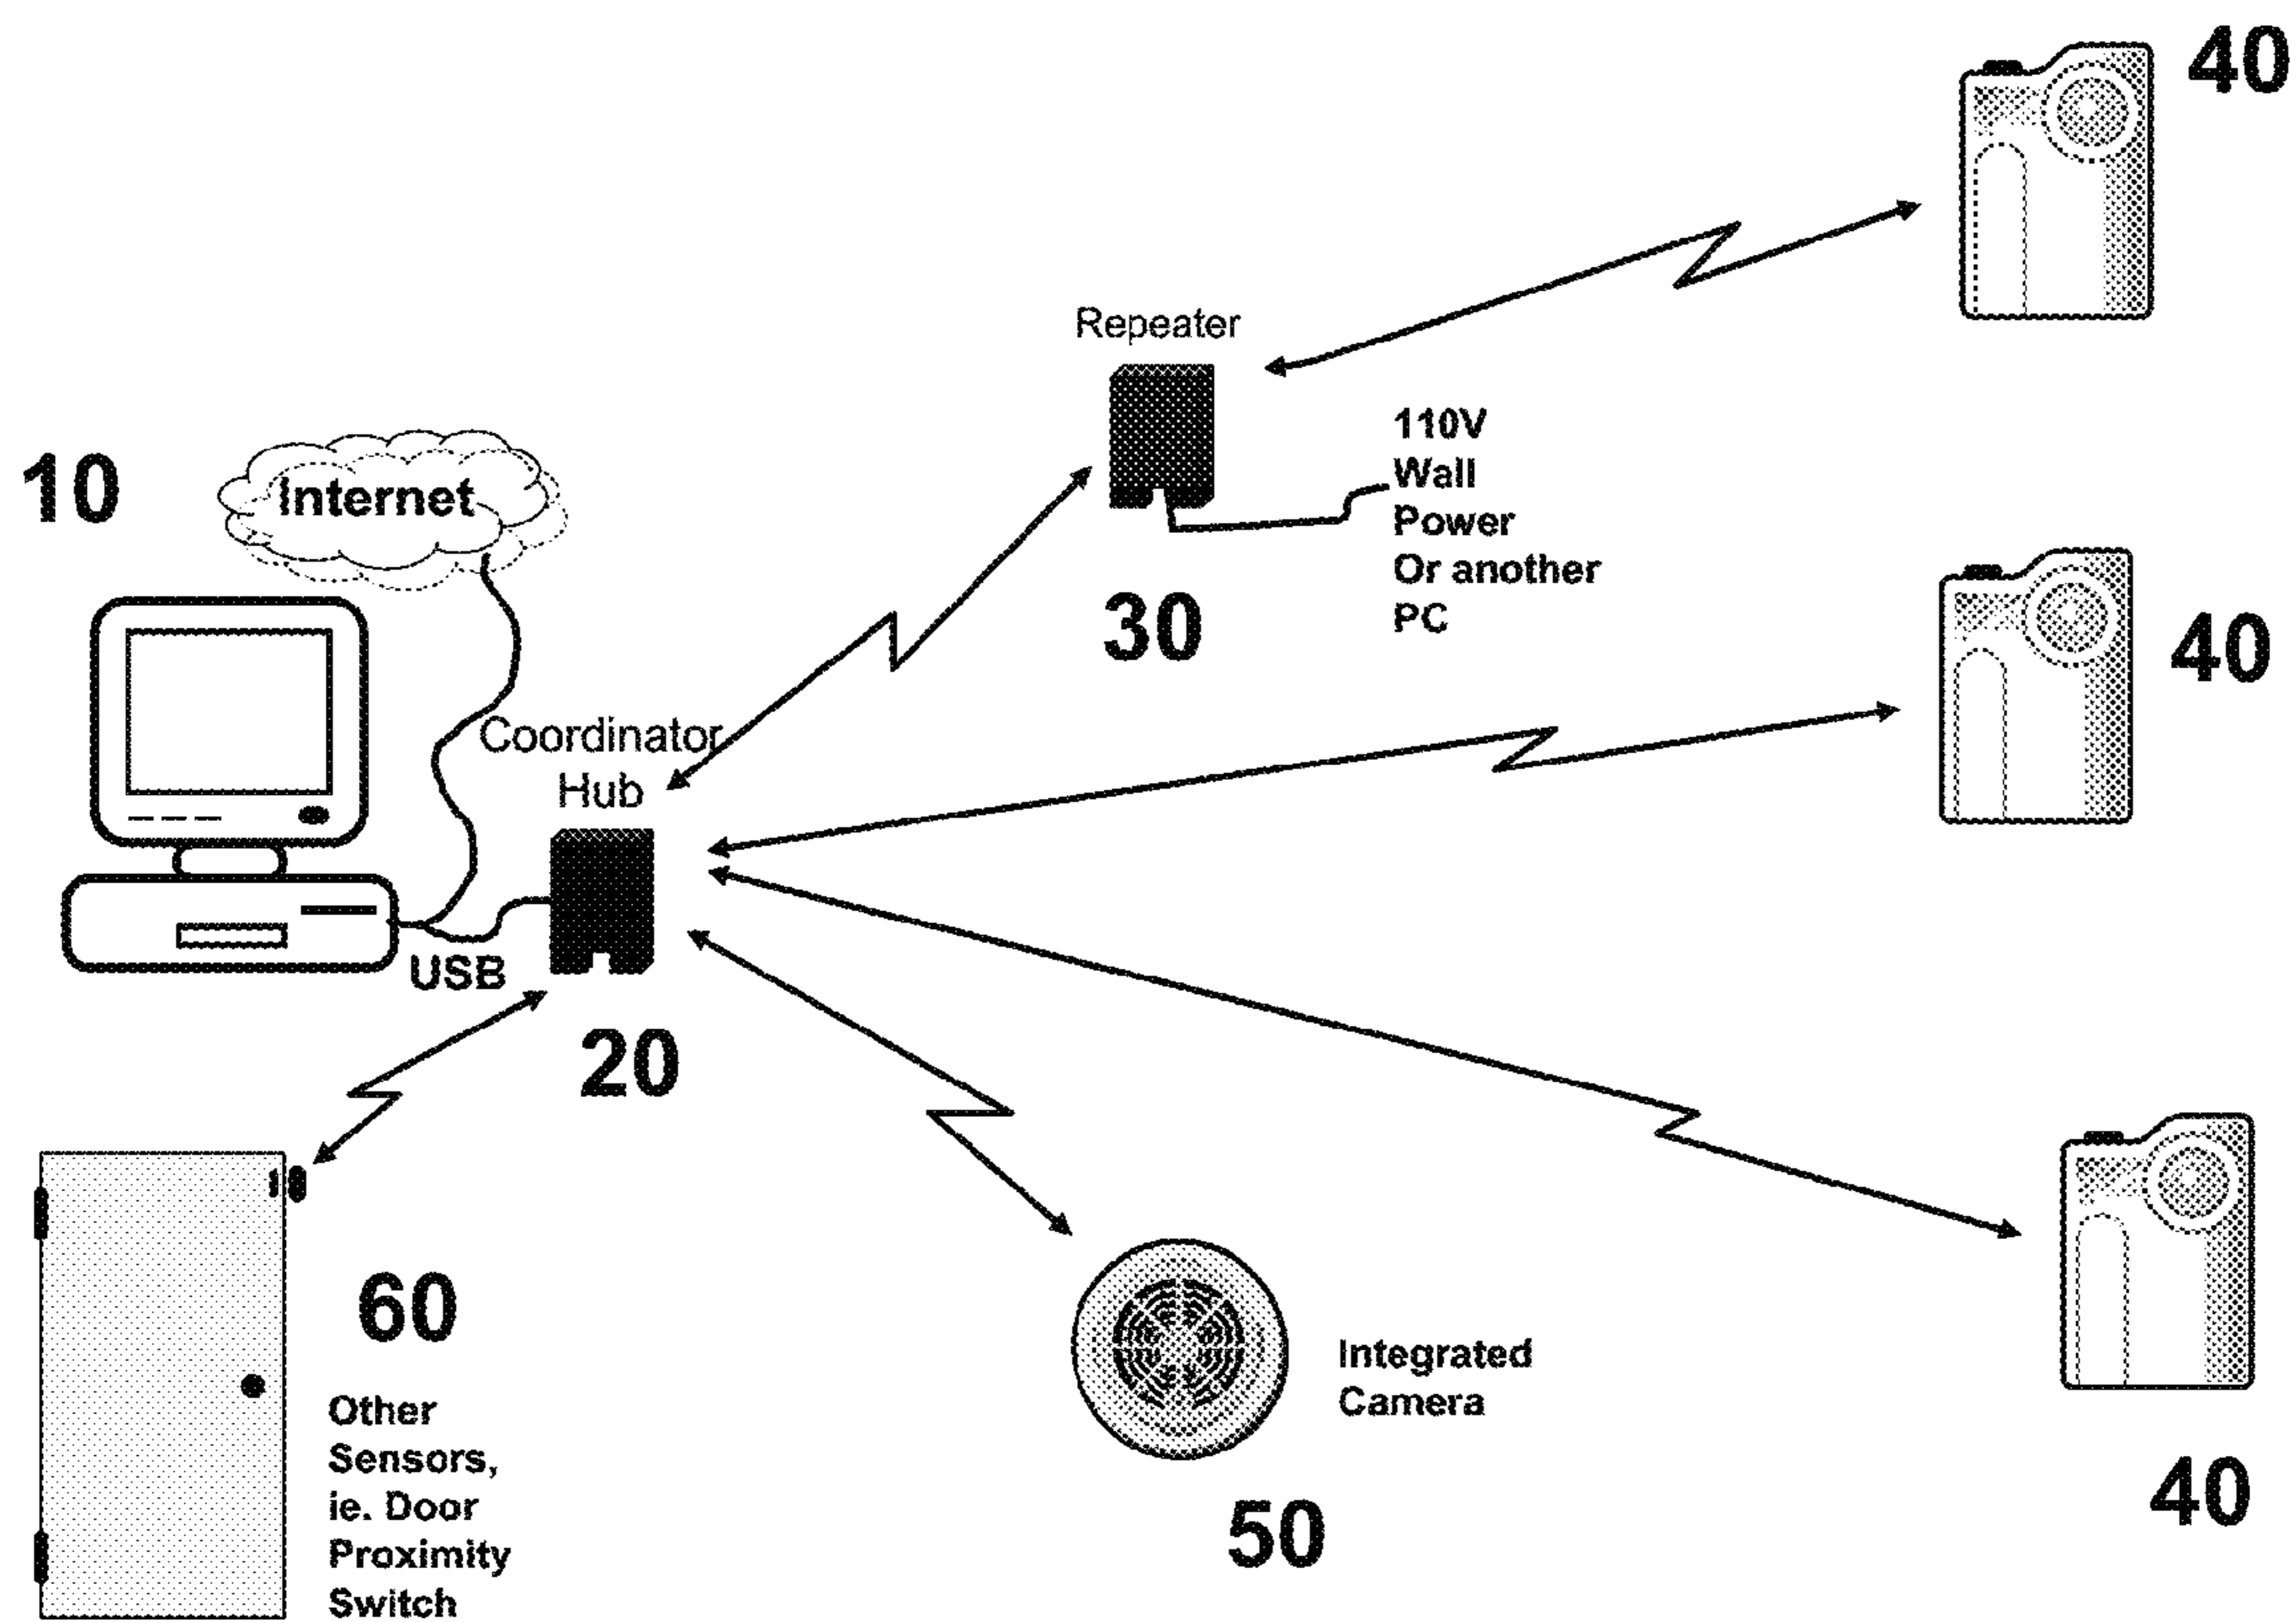 40
Repeater
110V
Wall
Power
Or another
PC
10
Internet
30
40
Coordinator
Hub
USB
20
60
Other
Sensors,
ie. Door
Proximity
Switch
Integrated
Camera
50
40